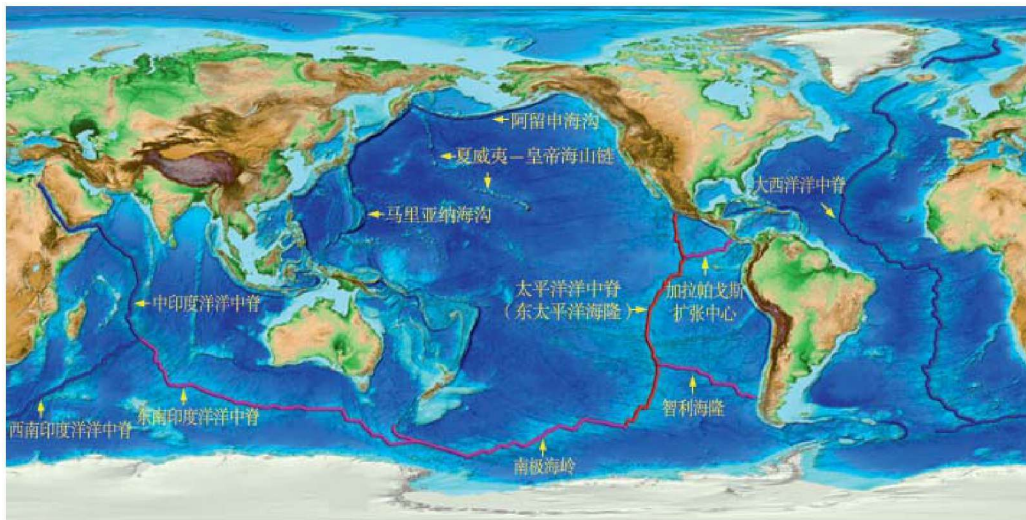 阿留申海沟
夏威夷—皇帝海山链
大西洋洋中脊
马里亚纳海沟
太平洋洋中脊
(东太平洋海隆)
加拉帕戈斯
扩张中心
中印度洋洋中脊
智利海隆
西南印度洋洋中脊
东南印度洋洋中脊
南极海岭